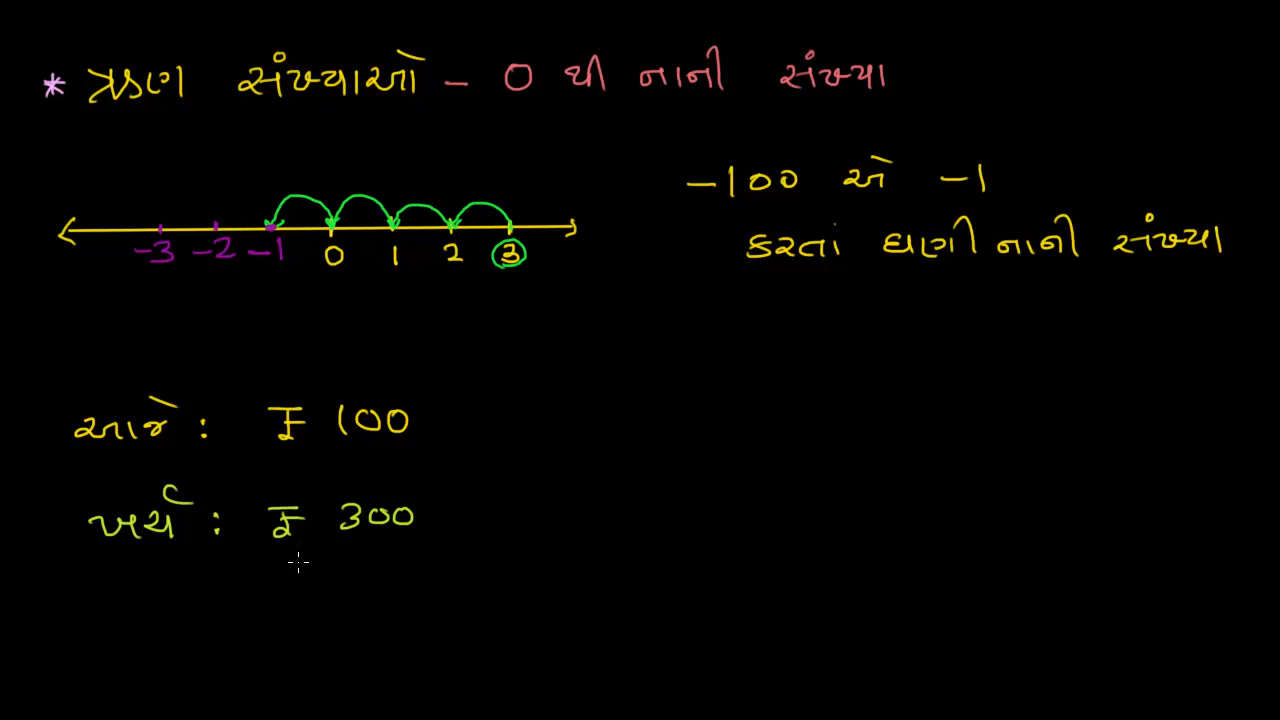 * ઋણ સંખ્યાઓ - 0 થી નાની સંખ્યા
-100 એ -1
કરતાં ઘણી નાની સંખ્યા
-3 -2 -1 0 1 2 3
આજે : ₹ 100
ખર્ચ : ₹ 300